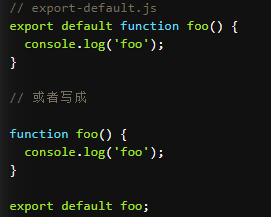 // export-default.js
export default function foo() {
  console.log('foo');
}

// 或者写成

function foo() {
  console.log('foo');
}

export default foo;